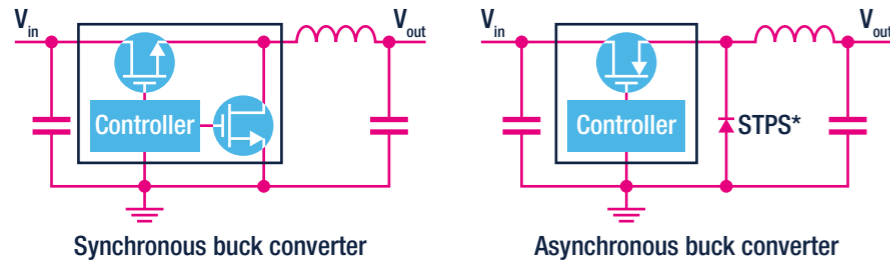 Vin
Vout
Controller
Synchronous buck converter
Vin
Vout
Controller
STPS*
Asynchronous buck converter